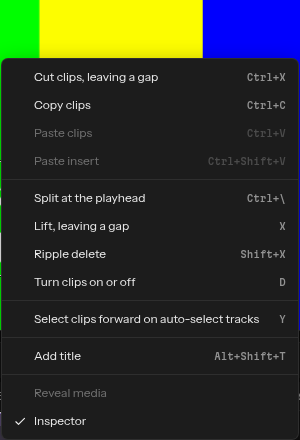 Cut clips, leaving a gap Ctrl+X
Copy clips Ctrl+C
Paste clips Ctrl+V
Paste insert Ctrl+Shift+V
Split at the playhead Ctrl+\
Lift, leaving a gap X
Ripple delete Shift+X
Turn clips on or off D
Select clips forward on auto-select tracks Y
Add title Alt+Shift+T
Reveal media
Inspector